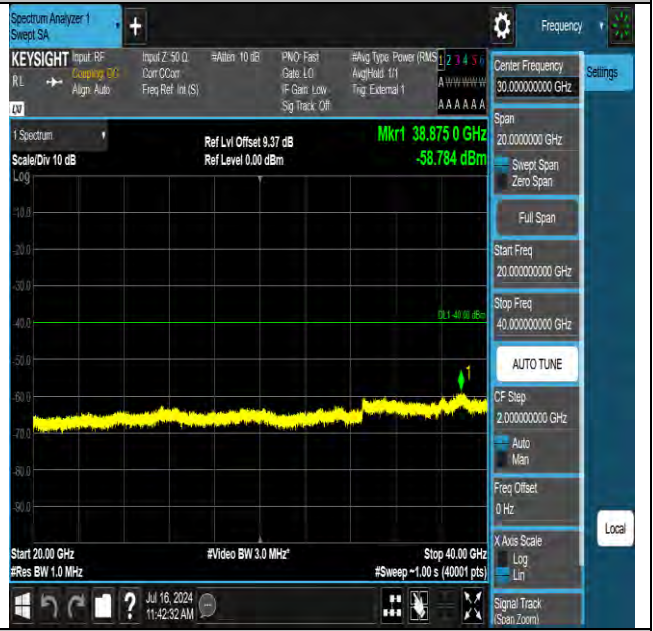 Spectrum Analyzer 1
Swept SA
+
Frequency
KEYSIGHT
RL
Input: RF
Coupling: DC
Align: Auto
Input Z: 50 Ω
Corr CCorr
Freq Ref: Int (S)
#Atten: 10 dB
PNO: Fast
Gate: LO
IF Gain: Low
Sig Track: Off
#Avg Type: Power (RMS
Avg|Hold: 1/1
Trig: External 1
1 2 3 4 5 6
A W W W W W
A A A A A A
LXI
1 Spectrum
Scale/Div 10 dB
Ref Lvl Offset 9.37 dB
Ref Level 0.00 dBm
Mkr1 38.875 0 GHz
-58.784 dBm
Log
-10.0
-20.0
-40.0
-50.0
-60.0
-70.0
-80.0
-90.0
DL1 -40.00 dBm
1
Start 20.00 GHz
#Res BW 1.0 MHz
#Video BW 3.0 MHz*
Stop 40.00 GHz
#Sweep ~1.00 s (40001 pts)
?
Jul 16, 2024
11:42:32 AM
Center Frequency
30.000000000 GHz
Span
20.0000000 GHz
Swept Span
Zero Span
Full Span
Start Freq
20.000000000 GHz
Stop Freq
40.000000000 GHz
AUTO TUNE
CF Step
2.000000000 GHz
Auto
Man
Freq Offset
0 Hz
X Axis Scale
Log
Lin
Signal Track
(Span Zoom)
Settings
Local